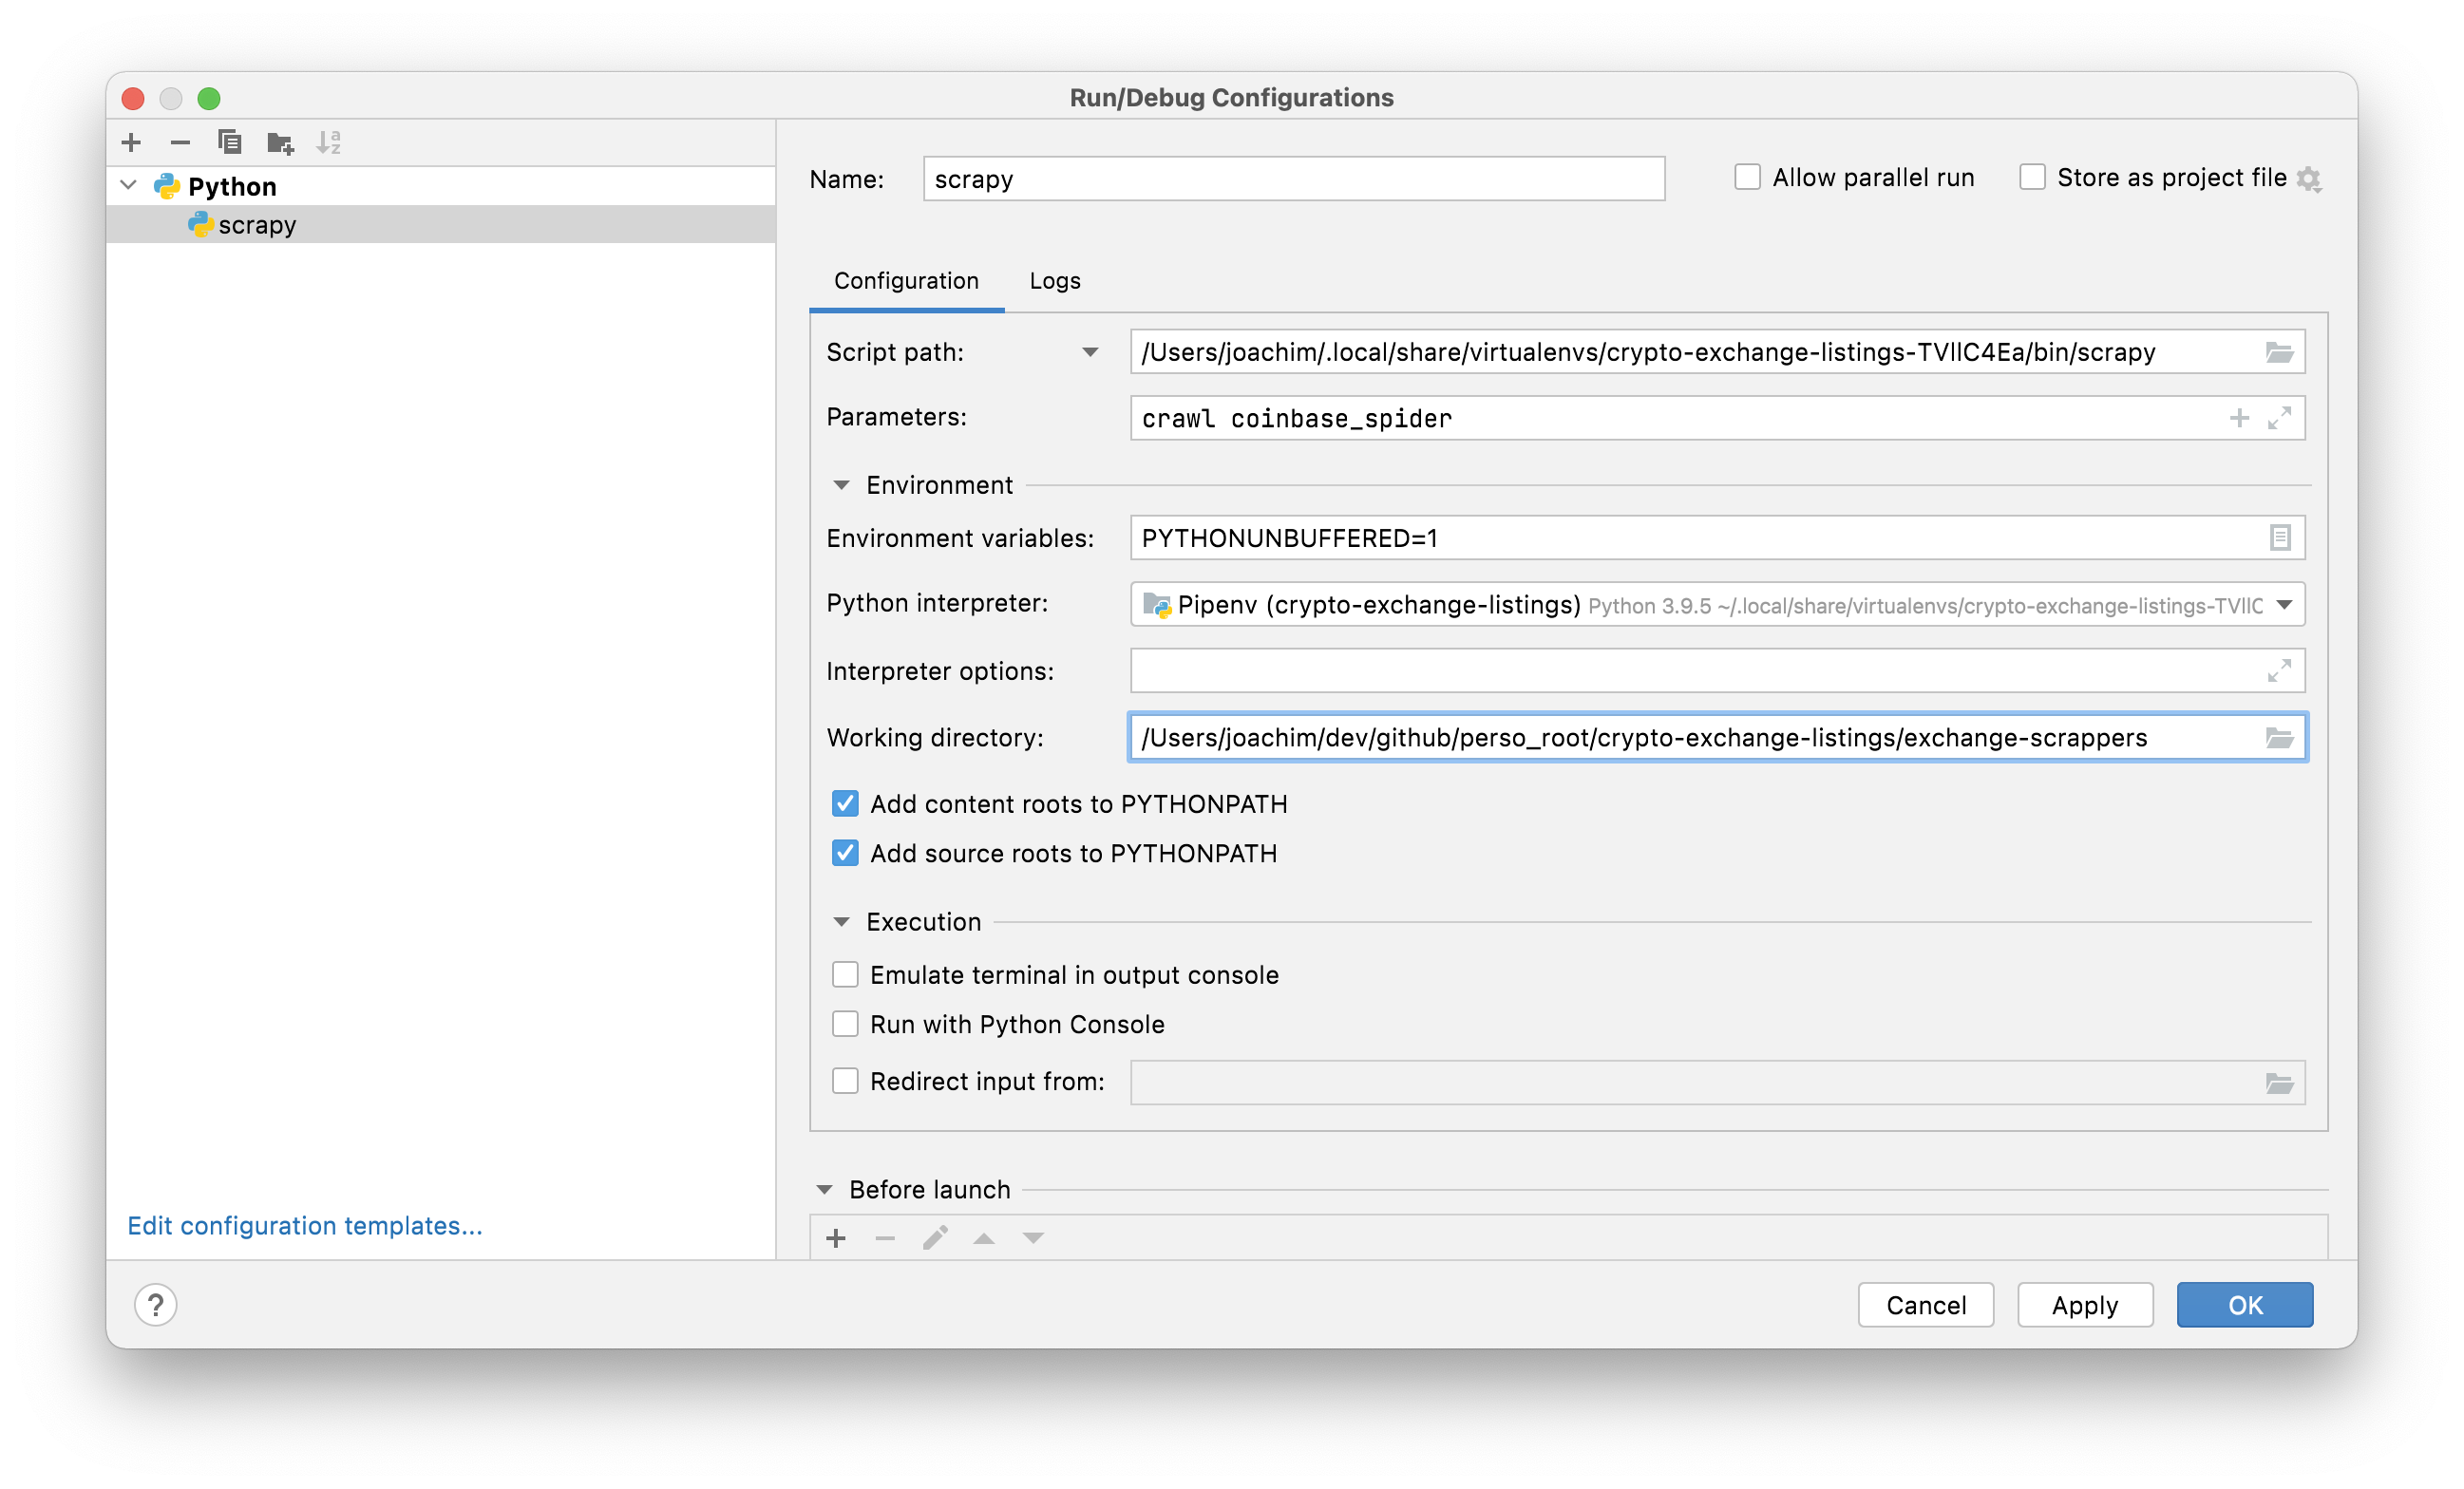 Run/Debug Configurations
Python
scrapy
Name: scrapy
Allow parallel run
Store as project file
Configuration Logs
Script path: /Users/joachim/.local/share/virtualenvs/crypto-exchange-listings-TVllC4Ea/bin/scrapy
Parameters: crawl coinbase_spider
Environment
Environment variables: PYTHONUNBUFFERED=1
Python interpreter: Pipenv (crypto-exchange-listings) Python 3.9.5 ~/.local/share/virtualenvs/crypto-exchange-listings-TVllC
Interpreter options:
Working directory: /Users/joachim/dev/github/perso_root/crypto-exchange-listings/exchange-scrappers
Add content roots to PYTHONPATH
Add source roots to PYTHONPATH
Execution
Emulate terminal in output console
Run with Python Console
Redirect input from:
Before launch
Edit configuration templates...
? Cancel Apply OK